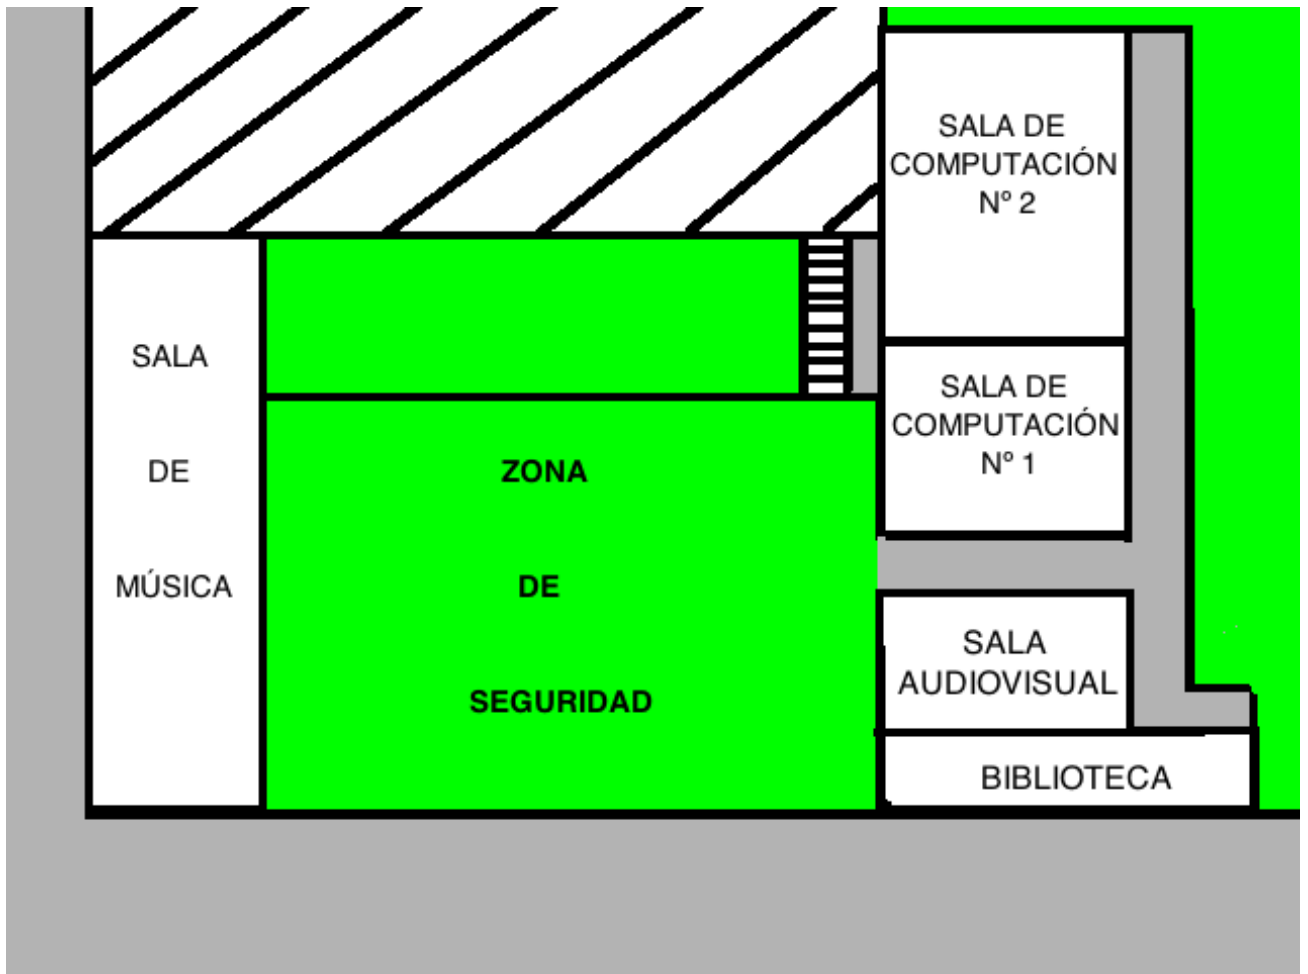 SALA DE
COMPUTACIÓN
Nº 2
SALA
DE
MÚSICA
ZONA
DE
SEGURIDAD
SALA DE
COMPUTACIÓN
Nº 1
SALA
AUDIOVISUAL
BIBLIOTECA